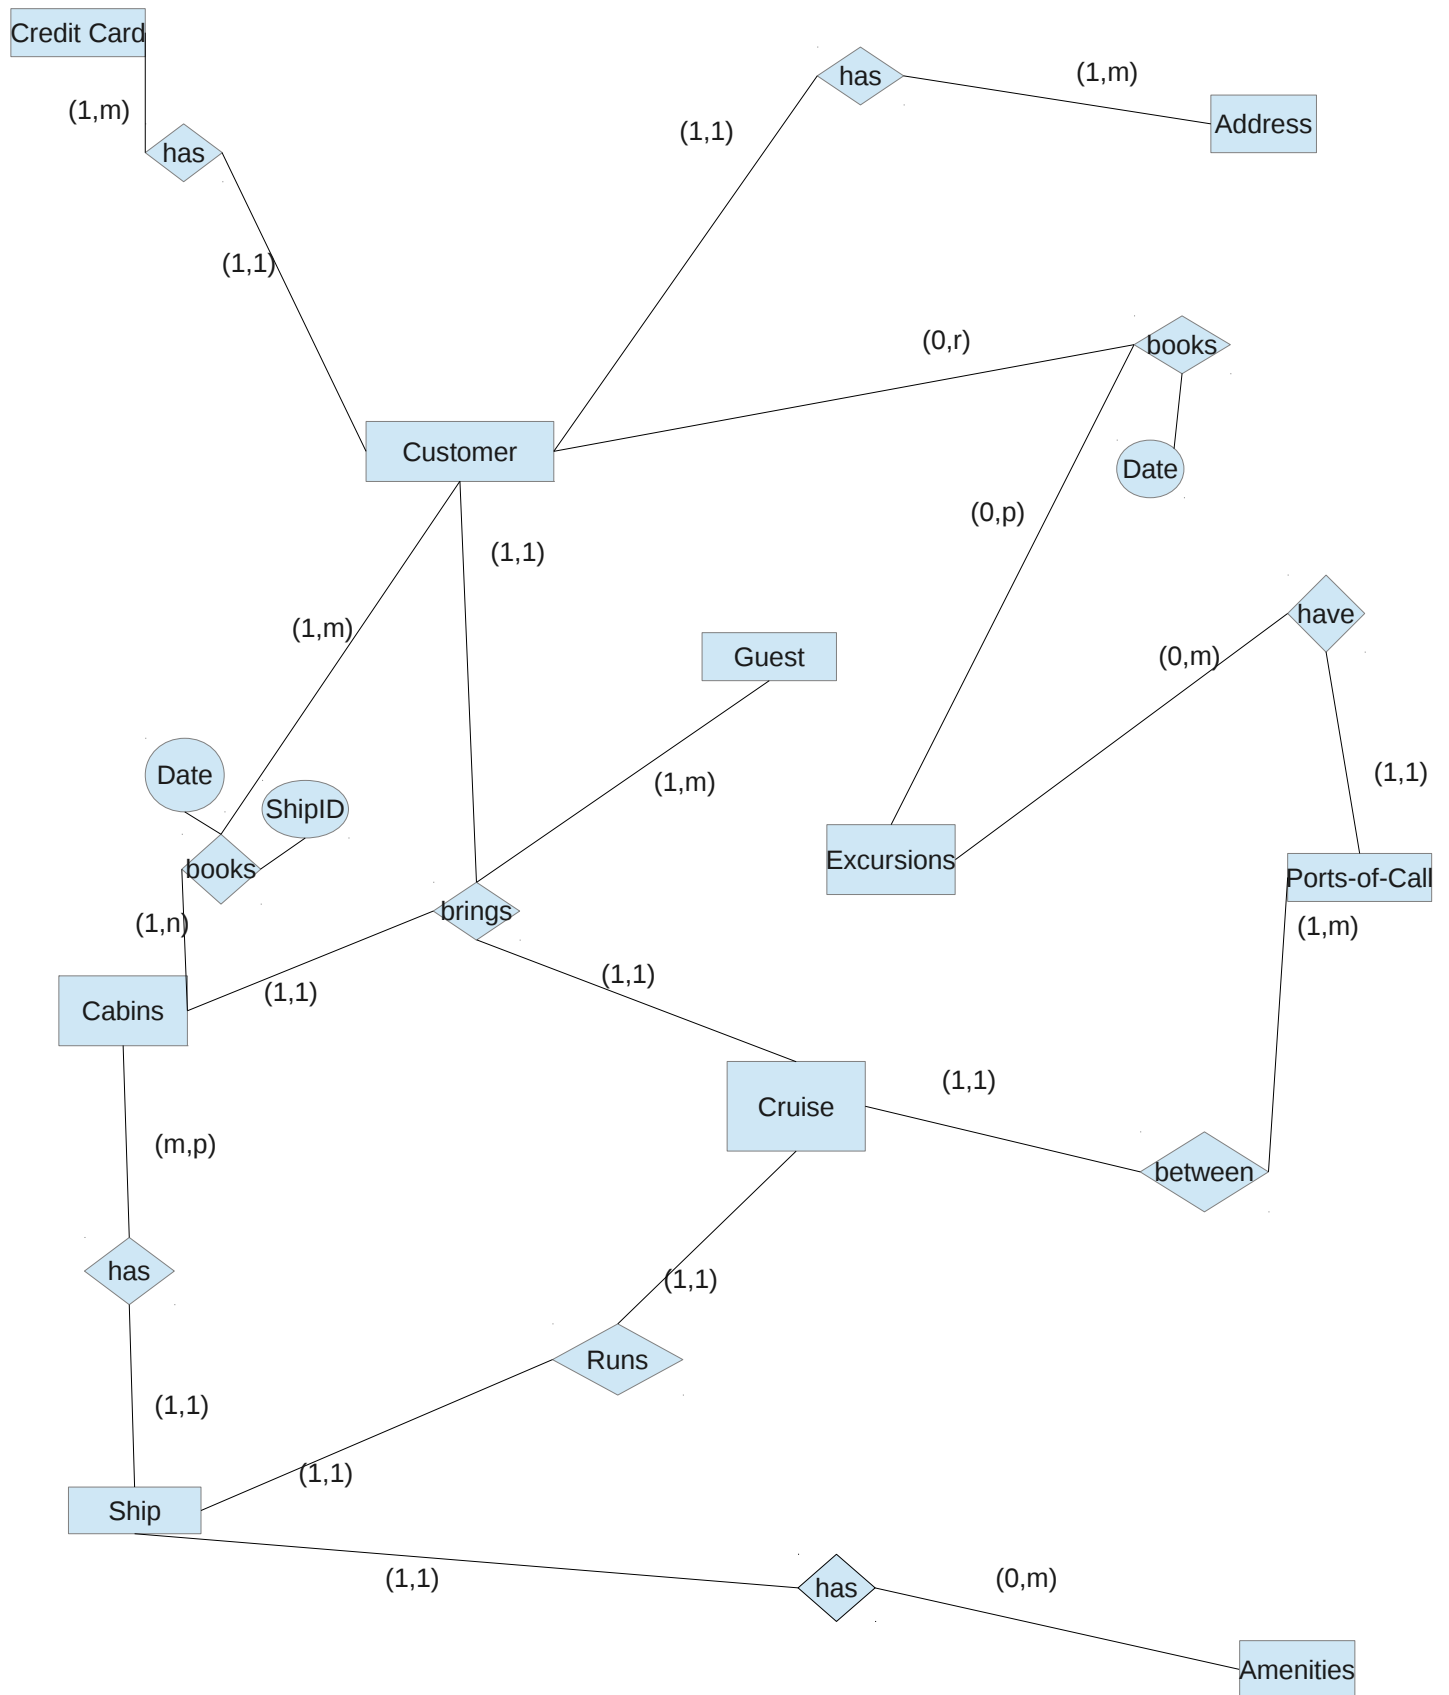 Credit Card
has
(1,m)
Address
(1,m)
(1,1)
has
(1,1)
(0,r)
books
Customer
Date
(0,p)
(1,1)
have
(1,m)
Guest
(0,m)
Date
(1,m)
(1,1)
ShipID
books
Excursions
Ports-of-Call
(1,n)
brings
(1,m)
(1,1)
(1,1)
Cabins
(1,1)
Cruise
(m,p)
between
has
(1,1)
Runs
(1,1)
(1,1)
Ship
(1,1)
has
(0,m)
Amenities